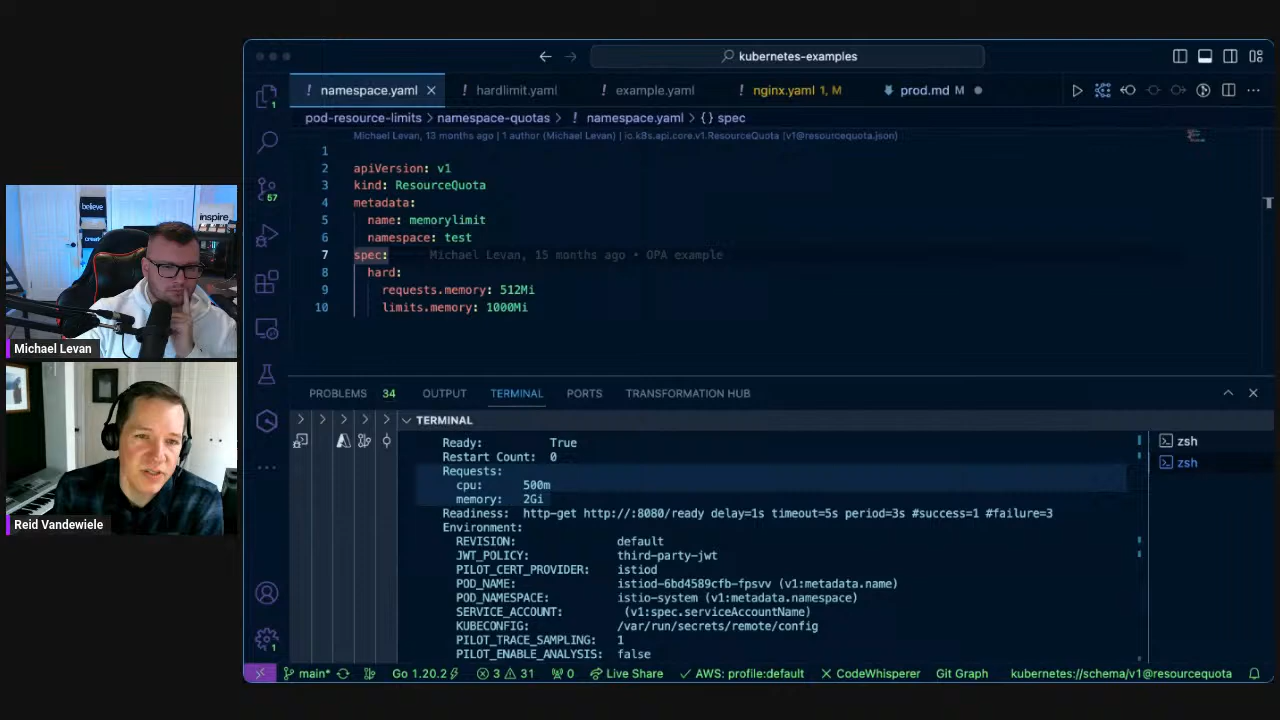 kubernetes-examples
namespace.yaml
hardlimit.yaml
example.yaml
nginx.yaml 1, M
prod.md M
pod-resource-limits > namespace-quotas > ! namespace.yaml > {} spec
Michael Levan, 13 months ago | 1 author (Michael Levan) | io.k8s.api.core.v1.ResourceQuota (v1@resourcequota.json)
1
2 apiVersion: v1
3 kind: ResourceQuota
4 metadata:
5 name: memorylimit
6 namespace: test
7 spec: Michael Levan, 15 months ago • OPA example
8 hard:
9 requests.memory: 512Mi
10 limits.memory: 1000Mi
1
57
believe
create
inspire
Michael Levan
Reid Vandewiele
PROBLEMS 34 OUTPUT TERMINAL PORTS TRANSFORMATION HUB
TERMINAL
Ready: True
Restart Count: 0
Requests:
cpu: 500m
memory: 2Gi
Readiness: http-get http://:8080/ready delay=1s timeout=5s period=3s #success=1 #failure=3
Environment:
REVISION: default
JWT_POLICY: third-party-jwt
PILOT_CERT_PROVIDER: istiod
POD_NAME: istiod-6bd4589cfb-fpsvv (v1:metadata.name)
POD_NAMESPACE: istio-system (v1:metadata.namespace)
SERVICE_ACCOUNT: (v1:spec.serviceAccountName)
KUBECONFIG: /var/run/secrets/remote/config
PILOT_TRACE_SAMPLING: 1
PILOT_ENABLE_ANALYSIS: false
zsh
zsh
1
main* Go 1.20.2 3 31 0 Live Share AWS: profile:default CodeWhisperer Git Graph kubernetes://schema/v1@resourcequota